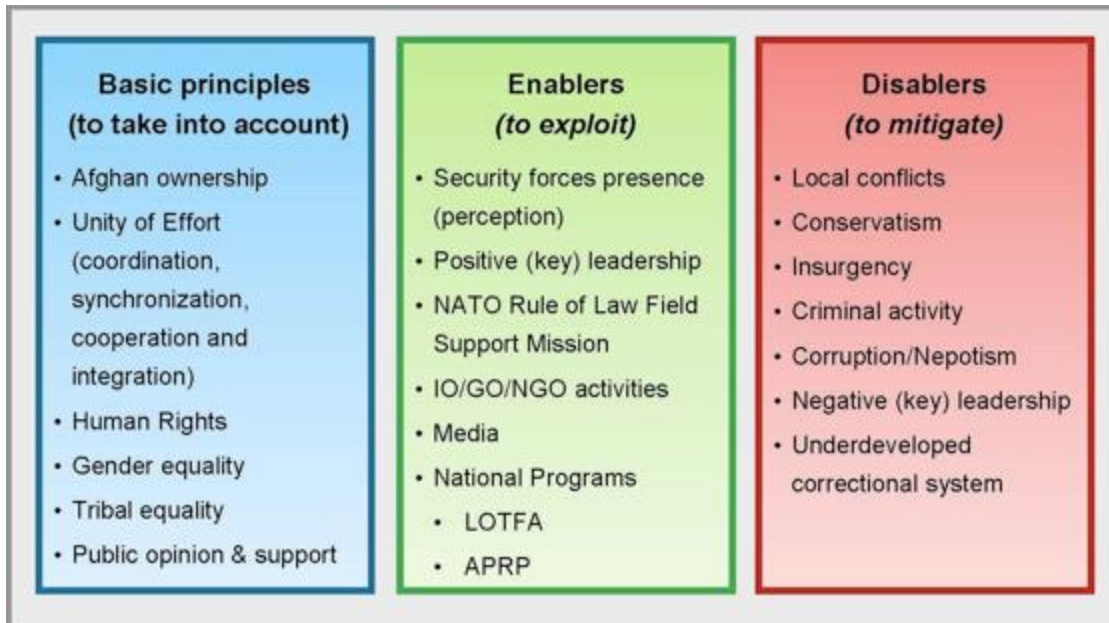 Basic principles
(to take into account)
• Afghan ownership
• Unity of Effort
(coordination,
synchronization,
cooperation and
integration)
• Human Rights
• Gender equality
• Tribal equality
• Public opinion & support
Enablers
(to exploit)
• Security forces presence
(perception)
• Positive (key) leadership
• NATO Rule of Law Field
Support Mission
• IO/GO/NGO activities
• Media
• National Programs
• LOTFA
• APRP
Disablers
(to mitigate)
• Local conflicts
• Conservatism
• Insurgency
• Criminal activity
• Corruption/Nepotism
• Negative (key) leadership
• Underdeveloped
correctional system